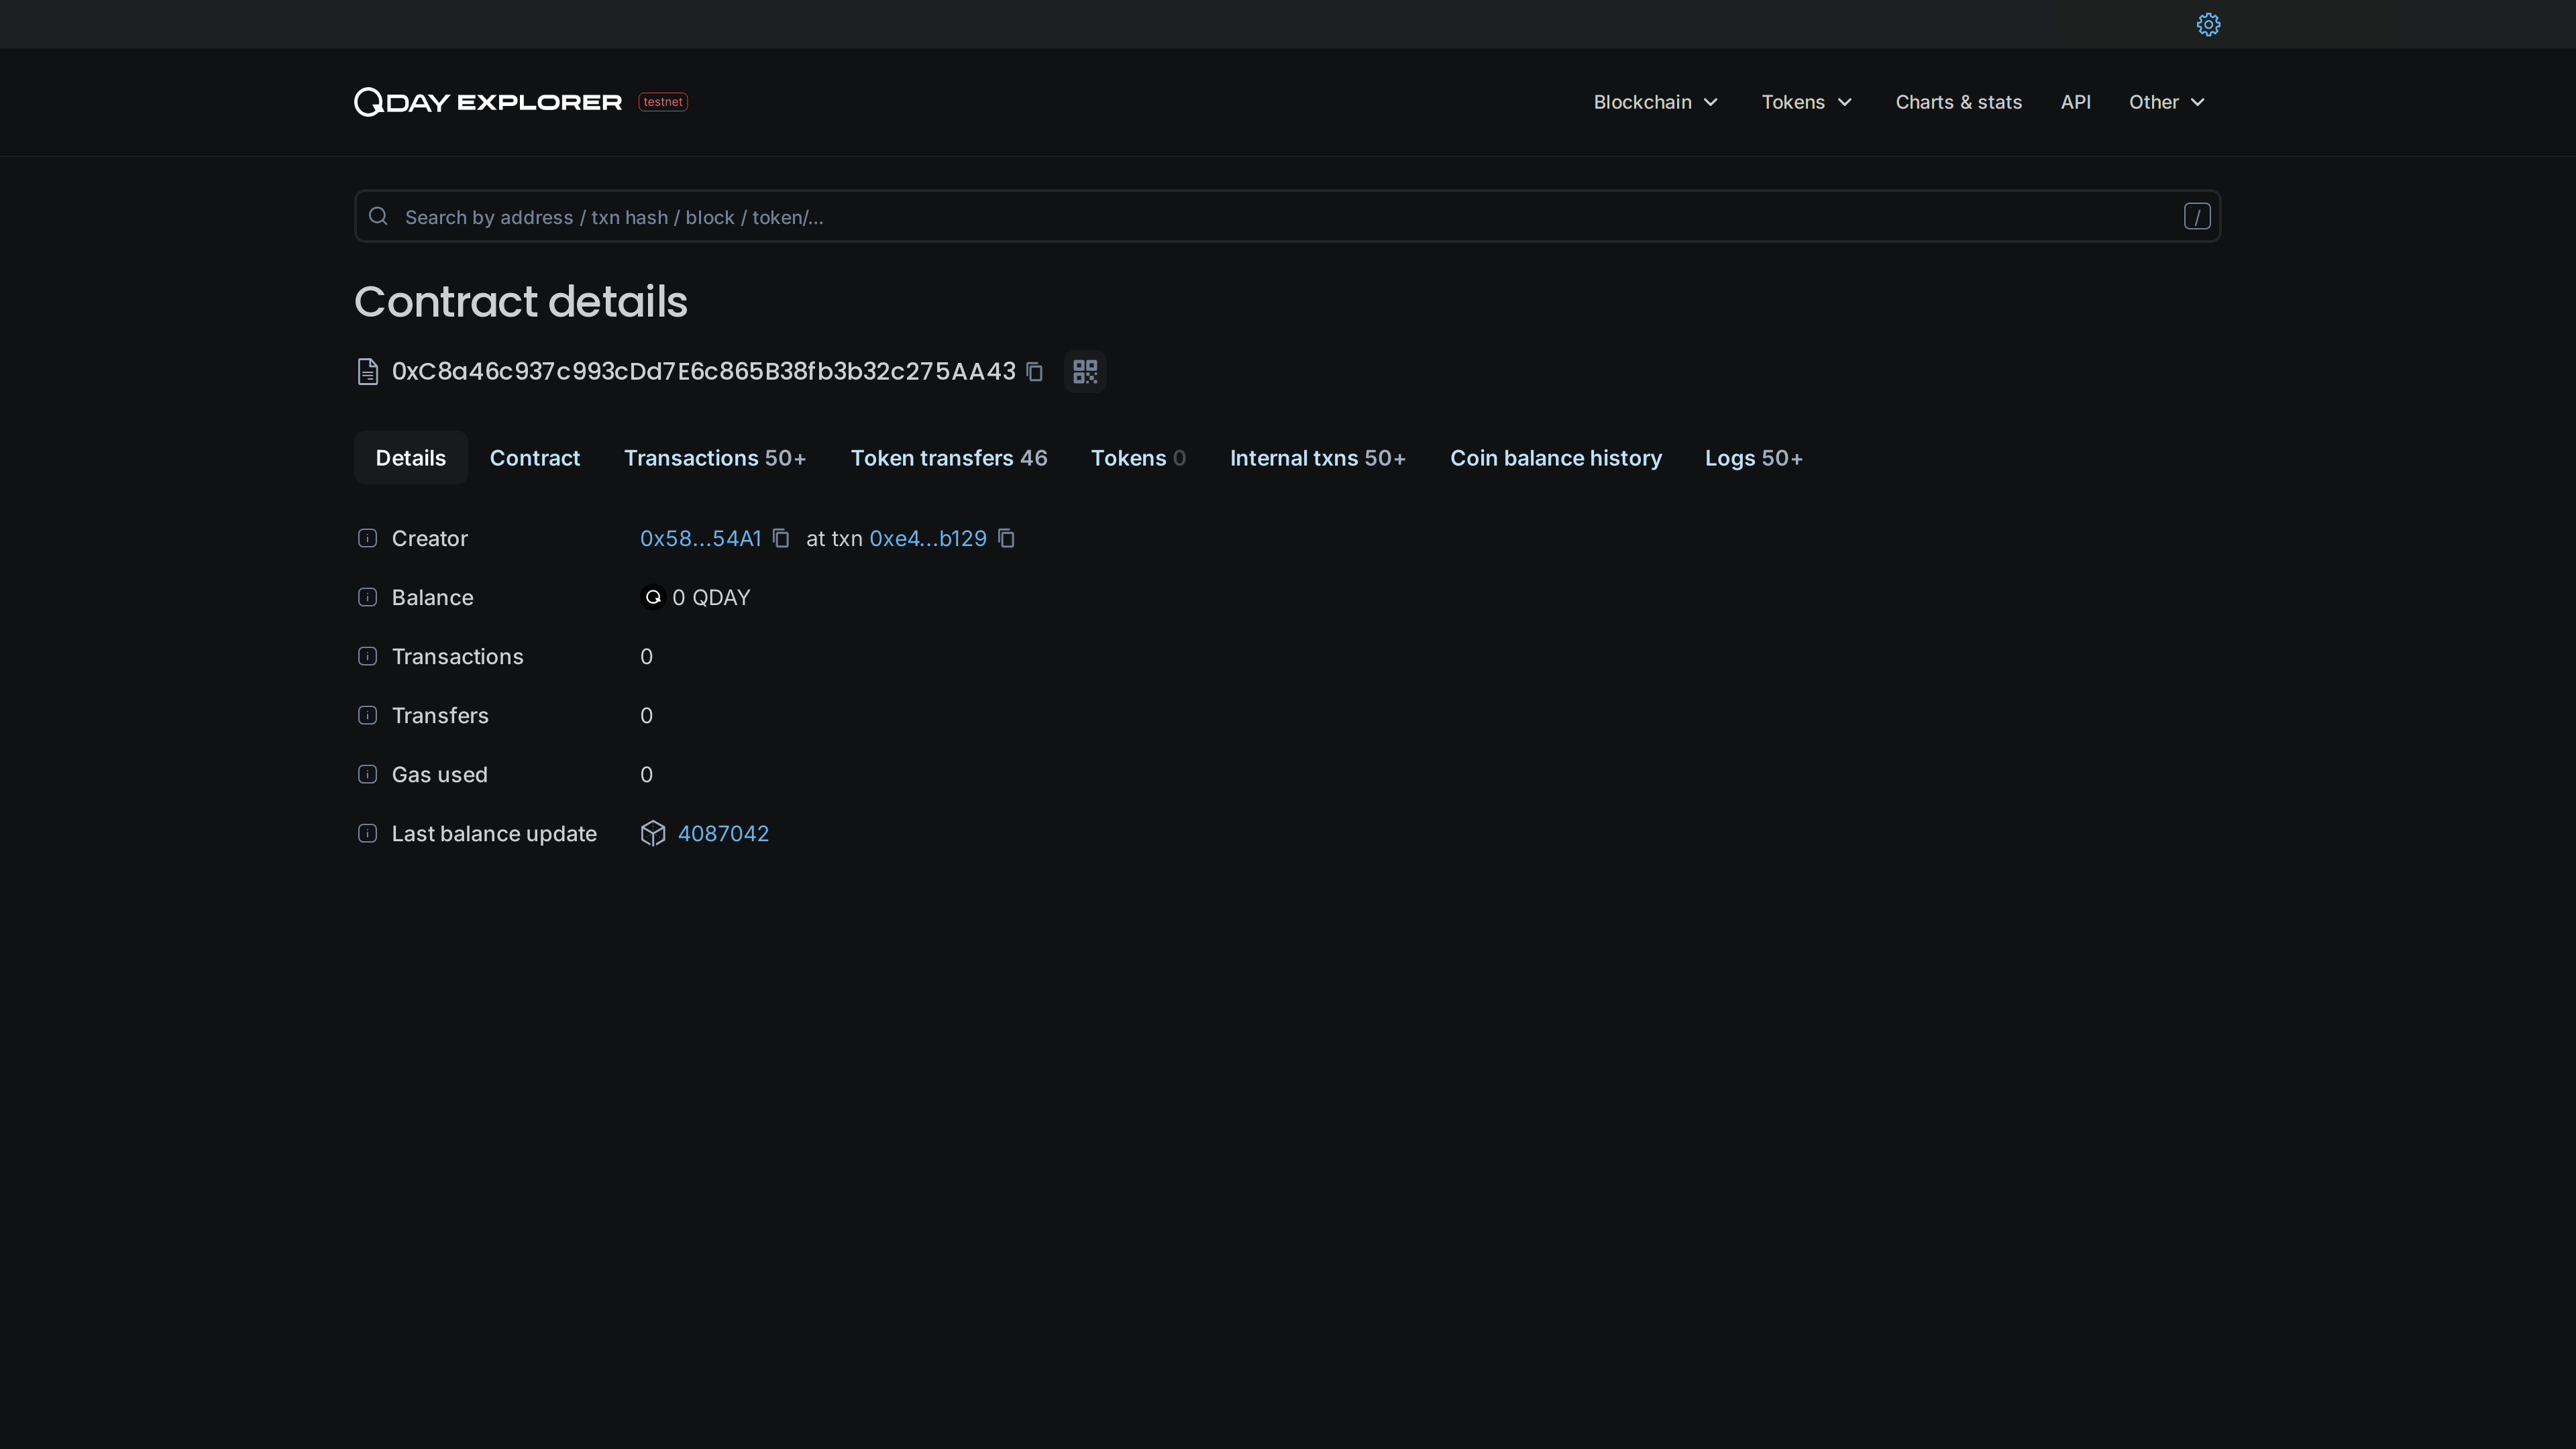 QDAY EXPLORER testnet
Blockchain Tokens Charts & stats API Other
Search by address / txn hash / block / token/... /
Contract details
0xC8a46c937c993cDd7E6c865B38fb3b32c275AA43
Details Contract Transactions 50+ Token transfers 46 Tokens 0 Internal txns 50+ Coin balance history Logs 50+
Creator 0x58...54A1 at txn 0xe4...b129
Balance 0 QDAY
Transactions 0
Transfers 0
Gas used 0
Last balance update 4087042